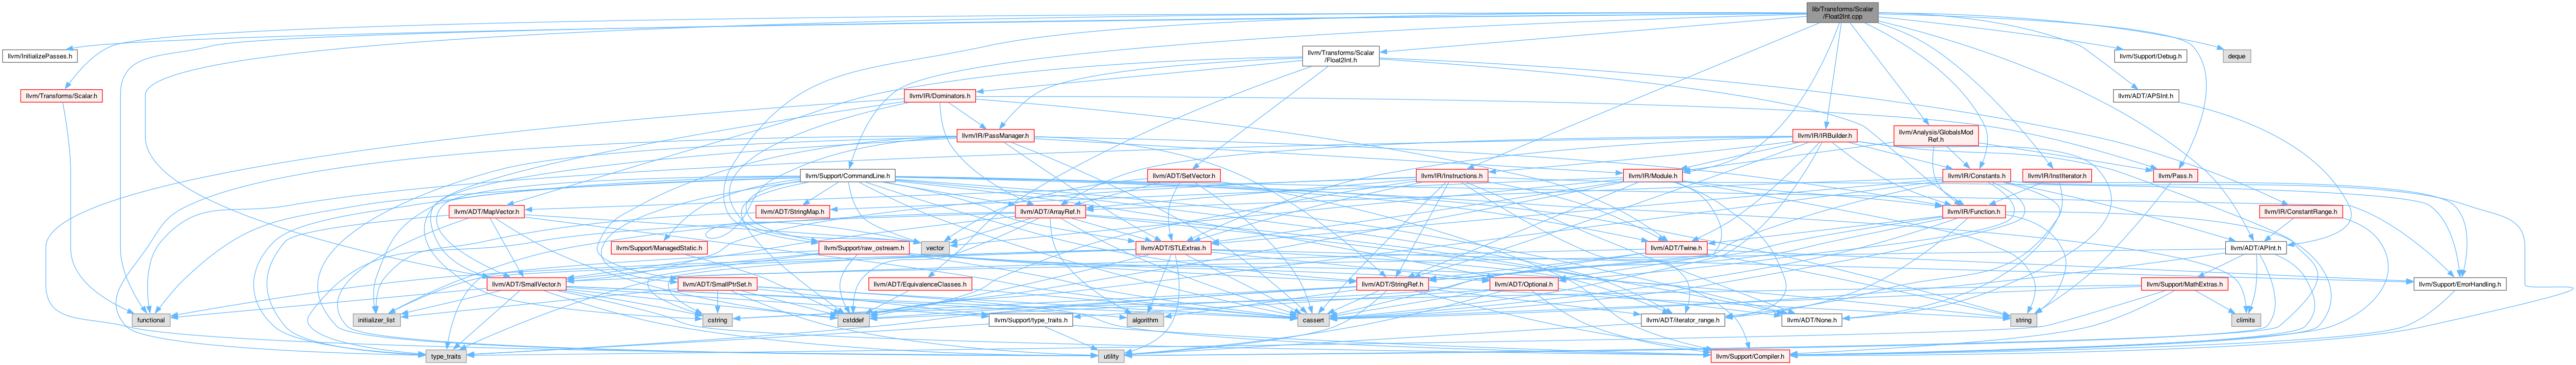 lib/Transforms/Scalar
/Float2Int.cpp
llvm/InitializePasses.h
llvm/Transforms/Scalar
/Float2Int.h
llvm/Support/Debug.h
deque
llvm/Transforms/Scalar.h
llvm/IR/Dominators.h
llvm/ADT/APSInt.h
llvm/IR/PassManager.h
llvm/IR/IRBuilder.h
llvm/Analysis/GlobalsMod
Ref.h
llvm/Support/CommandLine.h
llvm/ADT/SetVector.h
llvm/IR/Instructions.h
llvm/IR/Module.h
llvm/IR/Constants.h
llvm/IR/InstIterator.h
llvm/Pass.h
llvm/ADT/MapVector.h
llvm/ADT/StringMap.h
llvm/ADT/ArrayRef.h
llvm/IR/Function.h
llvm/IR/ConstantRange.h
llvm/Support/ManagedStatic.h
llvm/Support/raw_ostream.h
vector
llvm/ADT/STLExtras.h
llvm/ADT/Twine.h
llvm/ADT/APInt.h
llvm/ADT/SmallVector.h
llvm/ADT/SmallPtrSet.h
llvm/ADT/EquivalenceClasses.h
llvm/ADT/StringRef.h
llvm/ADT/Optional.h
llvm/Support/MathExtras.h
llvm/Support/ErrorHandling.h
functional
initializer_list
cstring
cstddef
algorithm
llvm/Support/type_traits.h
cassert
llvm/ADT/iterator_range.h
llvm/ADT/None.h
string
climits
type_traits
utility
llvm/Support/Compiler.h